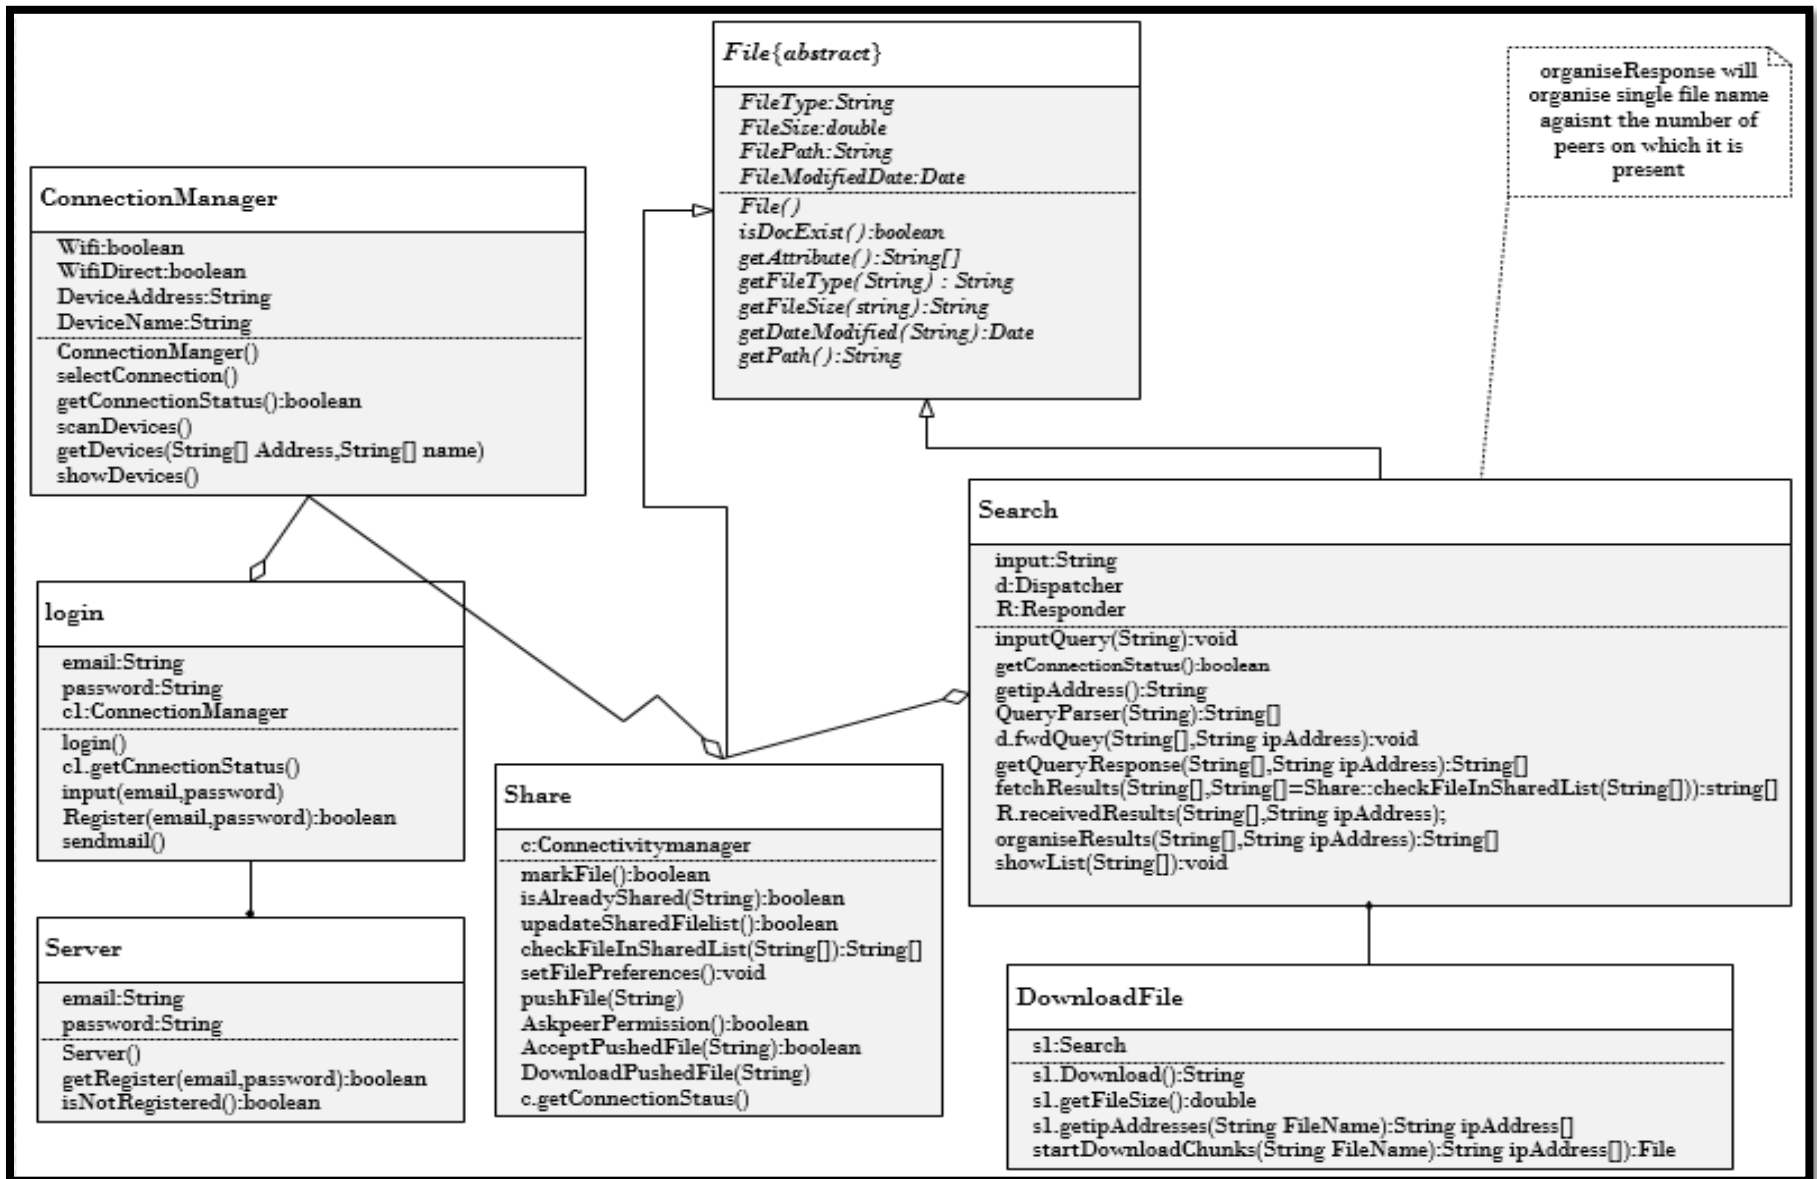 File{abstract}
FileType:String
FileSize:double
FilePath:String
FileModifiedDate:Date
File()
isDocExist():boolean
getAttribute():String[]
getFileType(String) : String
getFileSize(string):String
getDateModified(String):Date
getPath():String
organiseResponse will
organise single file name
agaisnt the number of
peers on which it is
present
ConnectionManager
Wifi:boolean
WifiDirect:boolean
DeviceAddress:String
DeviceName:String
ConnectionManger()
selectConnection()
getConnectionStatus():boolean
scanDevices()
getDevices(String[] Address,String[] name)
showDevices()
login
email:String
password:String
c1:ConnectionManager
login()
c1.getCnnectionStatus()
input(email,password)
Register(email,password):boolean
sendmail()
Server
email:String
password:String
Server()
getRegister(email,password):boolean
isNotRegistered():boolean
Share
c:Connectivitymanager
markFile():boolean
isAlreadyShared(String):boolean
upadateSharedFilelist():boolean
checkFileInSharedList(String[]):String[]
setFilePreferences():void
pushFile(String)
AskpeerPermission():boolean
AcceptPushedFile(String):boolean
DownloadPushedFile(String)
c.getConnectionStaus()
Search
input:String
d:Dispatcher
R:Responder
inputQuery(String):void
getConnectionStatus():boolean
getipAddress():String
QueryParser(String):String[]
d.fwdQuey(String[],String ipAddress):void
getQueryResponse(String[],String ipAddress):String[]
fetchResults(String[],String[]=Share::checkFileInSharedList(String[])):string[]
R.receivedResults(String[],String ipAddress);
organiseResults(String[],String ipAddress):String[]
showList(String[]):void
DownloadFile
s1:Search
s1.Download():String
s1.getFileSize():double
s1.getipAddresses(String FileName):String ipAddress[]
startDownloadChunks(String FileName):String ipAddress[]):File